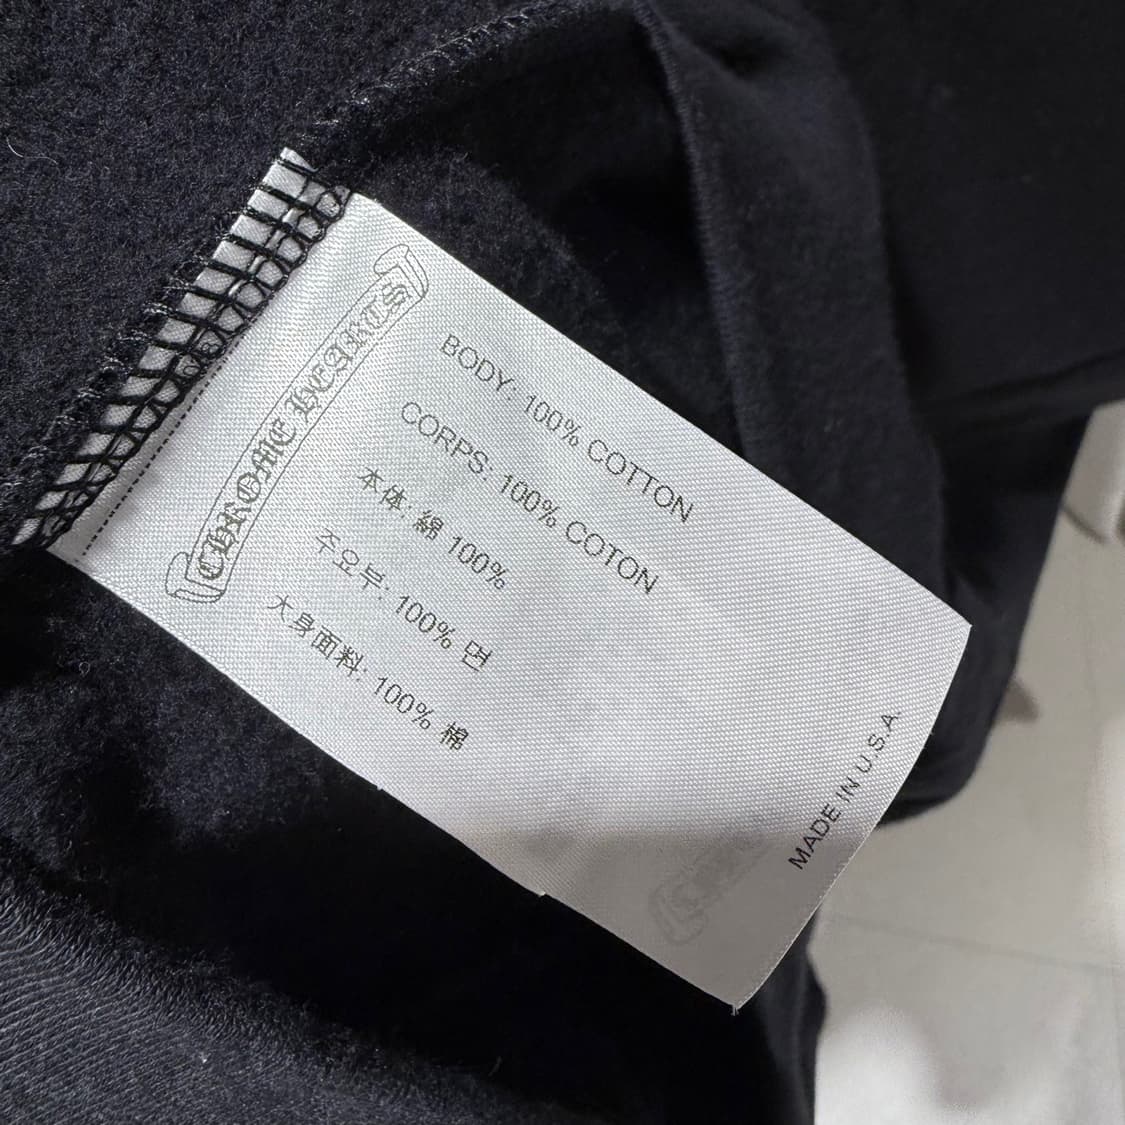 CHROME HEARTS
BODY: 100% COTTON
CORPS: 100% COTON
本体: 綿 100%
주요부: 100% 면
大身面料: 100% 棉
MADE IN U.S.A.